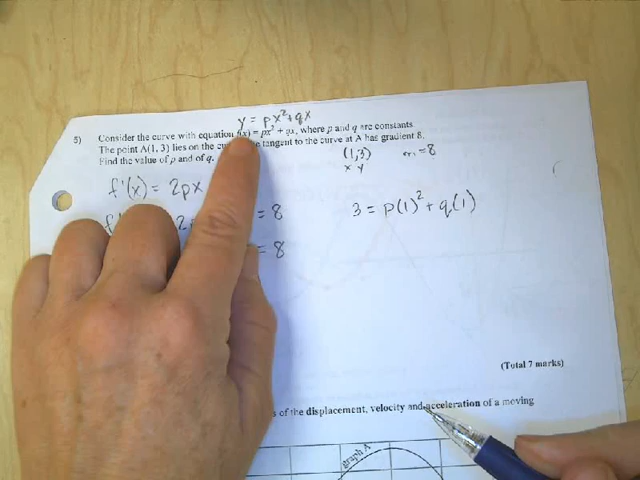 y = px² + qx
5) Consider the curve with equation f(x) = px² + qx, where p and q are constants.
The point A(1, 3) lies on the tangent to the curve at A has gradient 8.
Find the value of p and of q.
(1,3) m = 8
x y
f'(x) = 2px
= 8
3 = p(1)² + q(1)
= 8
(Total 7 marks)
s of the displacement, velocity and acceleration of a moving
graph A